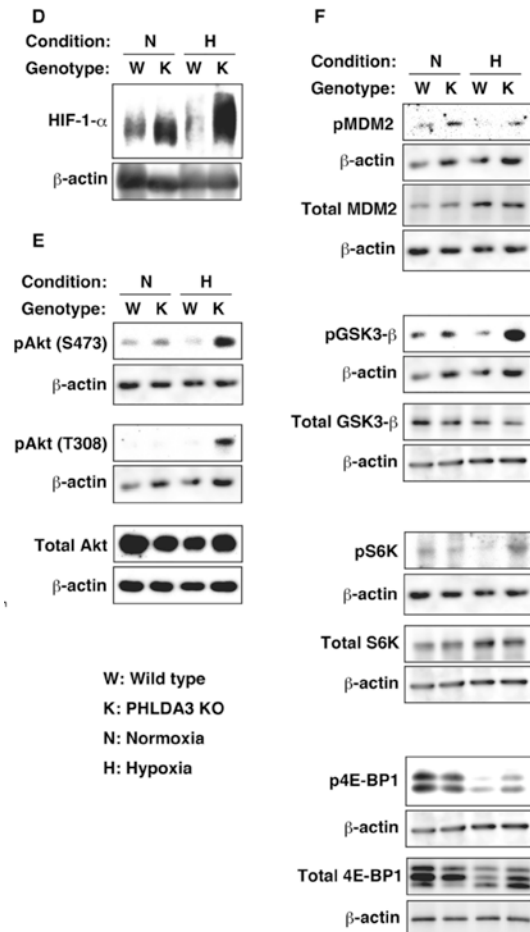 D
Condition: N H
Genotype: W K W K
HIF-1-α
β-actin
E
Condition: N H
Genotype: W K W K
pAkt (S473)
β-actin
pAkt (T308)
β-actin
Total Akt
β-actin
W: Wild type
K: PHLDA3 KO
N: Normoxia
H: Hypoxia
F
Condition: N H
Genotype: W K W K
pMDM2
β-actin
Total MDM2
β-actin
pGSK3-β
β-actin
Total GSK3-β
β-actin
pS6K
β-actin
Total S6K
β-actin
p4E-BP1
β-actin
Total 4E-BP1
β-actin